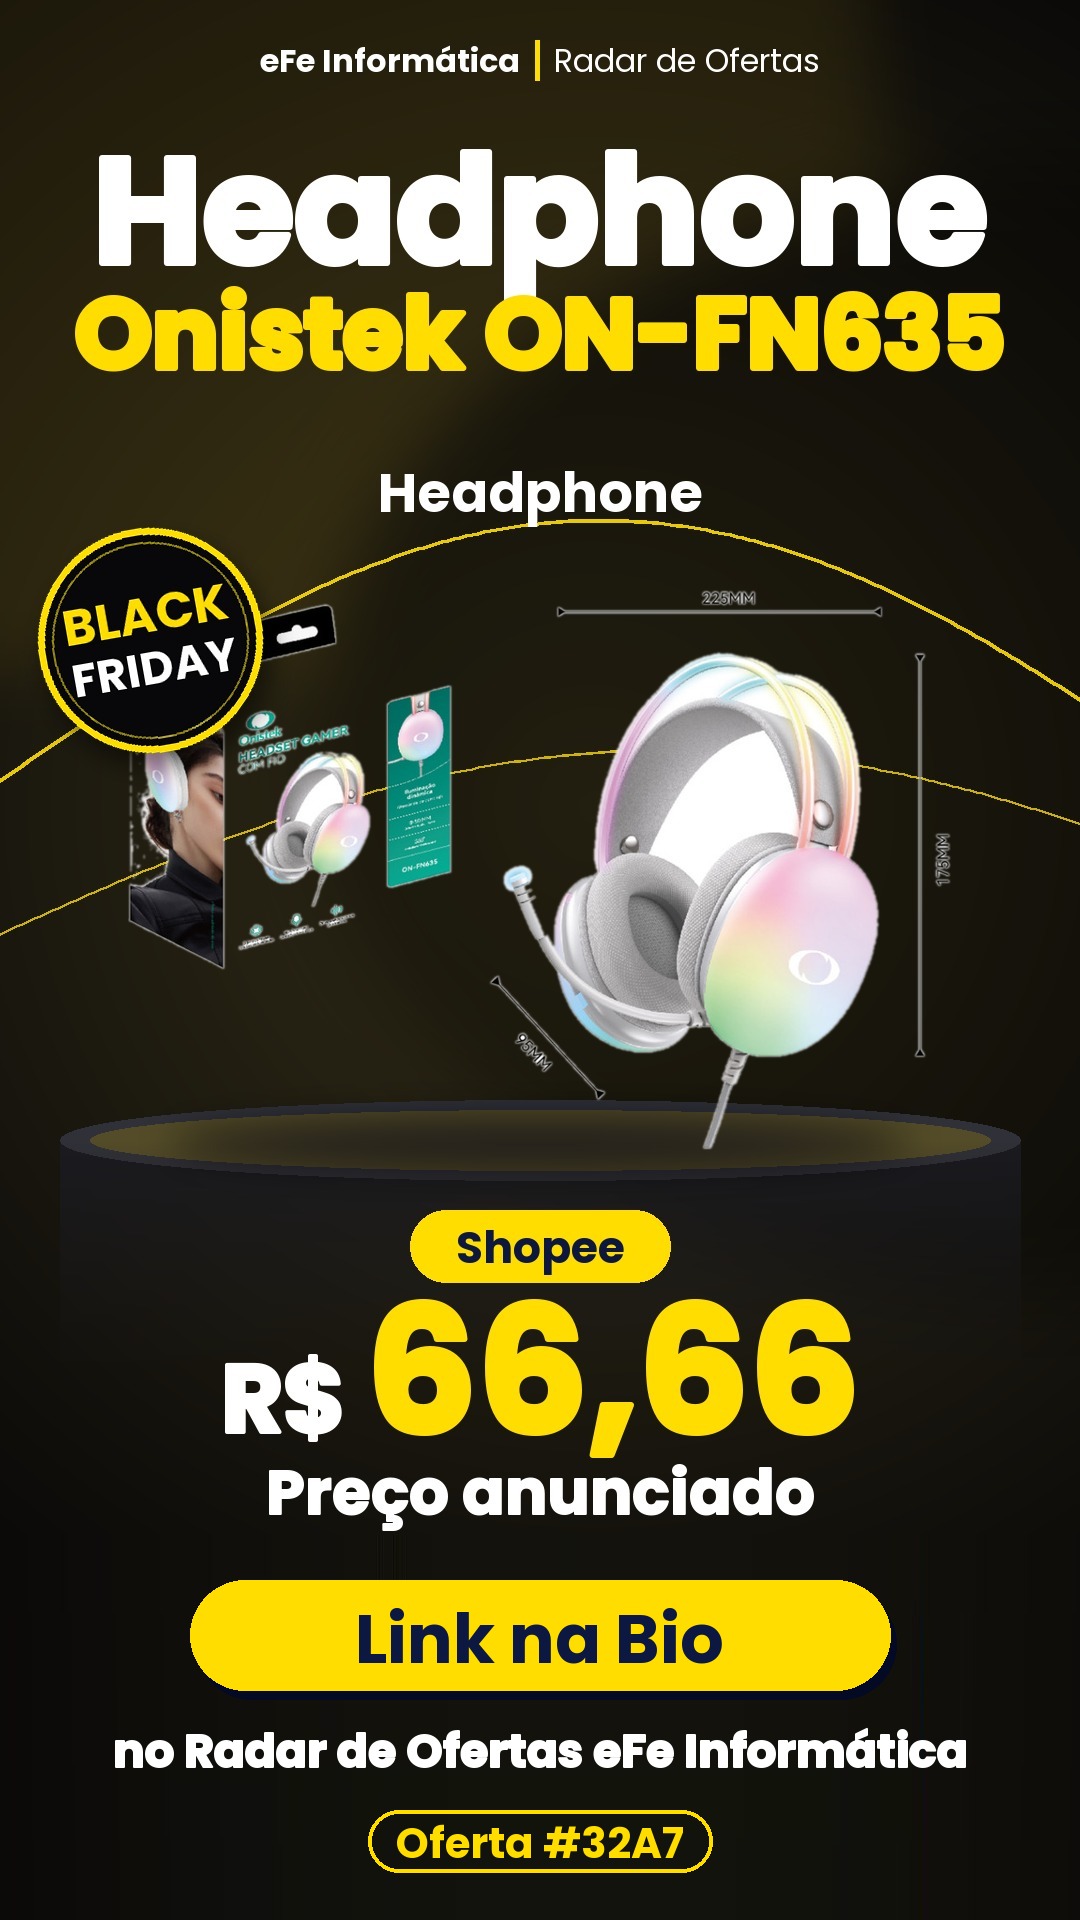 eFe Informática | Radar de Ofertas
Headphone
Onistek ON-FN635
Headphone
BLACK
FRIDAY
225MM
175MM
95MM
Onistek
HEADSET GAMER
COM FIO
Iluminação
dinâmica
ON-FN635
Shopee
R$ 66,66
Preço anunciado
Link na Bio
no Radar de Ofertas eFe Informática
Oferta #32A7